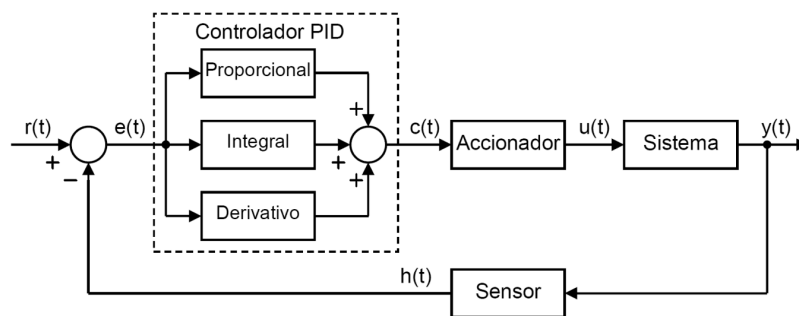 Controlador PID
Proporcional
r(t)
e(t)
Integral
c(t)
Accionador
u(t)
Sistema
y(t)
+
+
+
+
−
Derivativo
h(t)
Sensor